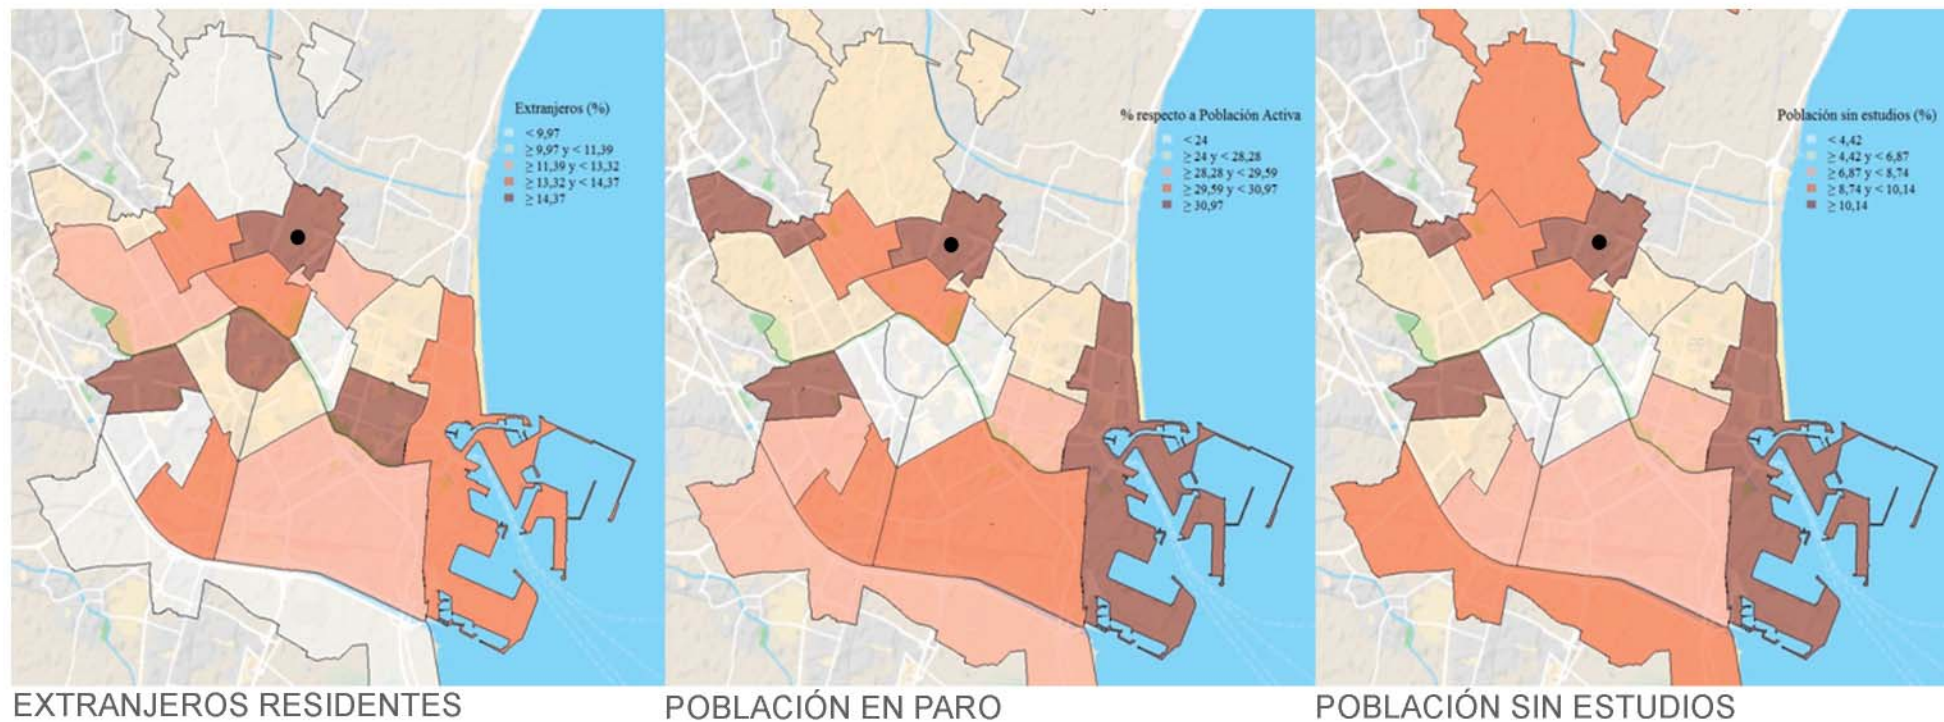 Extranjeros (%)
< 9,97
≥ 9,97 y < 11,39
≥ 11,39 y < 13,32
≥ 13,32 y < 14,37
≥ 14,37
% respecto a Población Activa
< 24
≥ 24 y < 28,28
≥ 28,28 y < 29,59
≥ 29,59 y < 30,97
≥ 30,97
Población sin estudios (%)
< 4,42
≥ 4,42 y < 6,87
≥ 6,87 y < 8,74
≥ 8,74 y < 10,14
≥ 10,14
EXTRANJEROS RESIDENTES
POBLACIÓN EN PARO
POBLACIÓN SIN ESTUDIOS